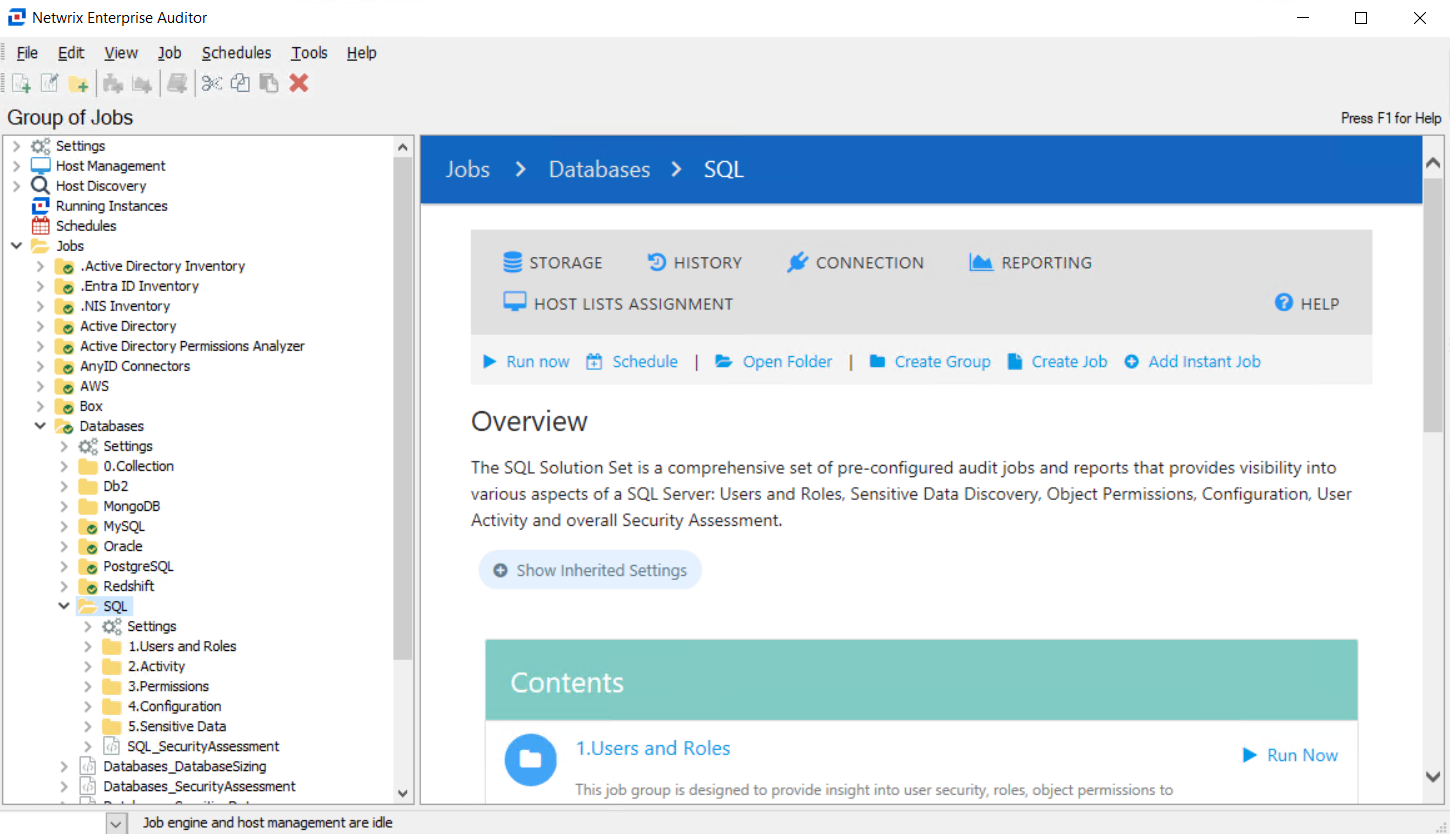 Netwrix Enterprise Auditor
File Edit View Job Schedules Tools Help
Group of Jobs
Press F1 for Help
Settings
Host Management
Host Discovery
Running Instances
Schedules
Jobs
.Active Directory Inventory
.Entra ID Inventory
.NIS Inventory
Active Directory
Active Directory Permissions Analyzer
AnyID Connectors
AWS
Box
Databases
Settings
0.Collection
Db2
MongoDB
MySQL
Oracle
PostgreSQL
Redshift
SQL
Settings
1.Users and Roles
2.Activity
3.Permissions
4.Configuration
5.Sensitive Data
SQL_SecurityAssessment
Databases_DatabaseSizing
Databases_SecurityAssessment
Jobs > Databases > SQL
STORAGE HISTORY CONNECTION REPORTING
HOST LISTS ASSIGNMENT HELP
Run now Schedule | Open Folder | Create Group Create Job Add Instant Job
Overview
The SQL Solution Set is a comprehensive set of pre-configured audit jobs and reports that provides visibility into
various aspects of a SQL Server: Users and Roles, Sensitive Data Discovery, Object Permissions, Configuration, User
Activity and overall Security Assessment.
Show Inherited Settings
Contents
1.Users and Roles
Run Now
This job group is designed to provide insight into user security, roles, object permissions to
Job engine and host management are idle